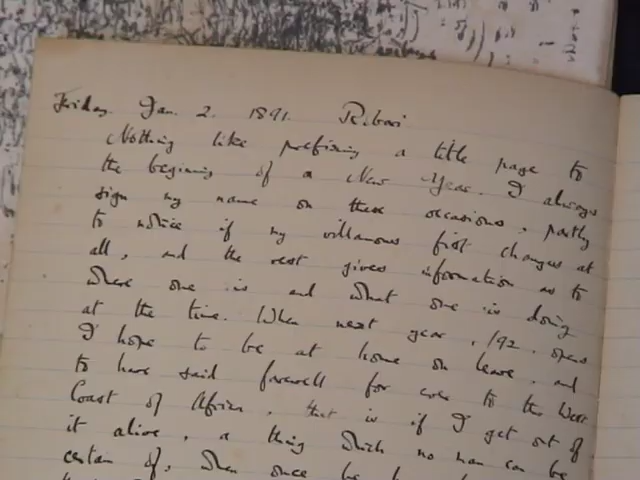 Friday. Jan. 2. 1891. Ribari
Nothing like prefixing a title page to
the beginning of a New Year. I always
sign my name on these occasions, partly
to notice if my villainous fist changes at
all, and the rest gives information as to
where one is and what one is doing
at the time. When next year, /92. opens
I hope to be at home on leave, and
to have said farewell for ever to the West
Coast of Africa, that is if I get out of
it alive, a thing which no man can be
certain of, when once he